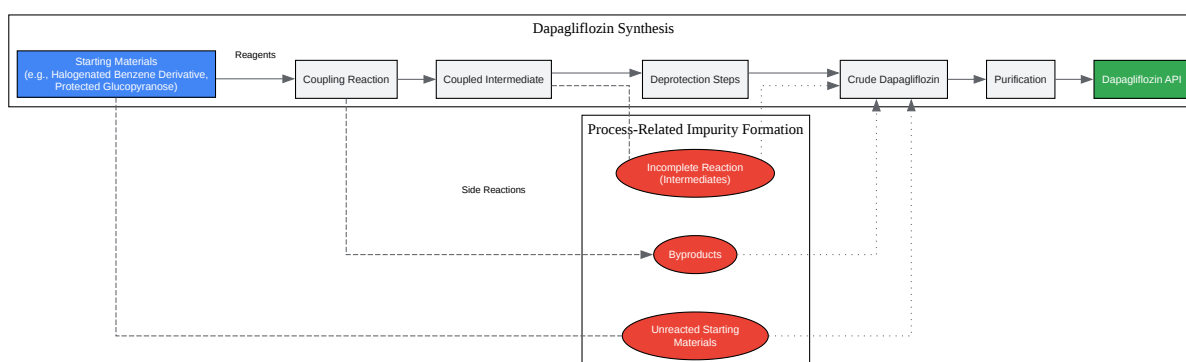 Dapagliflozin Synthesis
Starting Materials
(e.g., Halogenated Benzene Derivative,
Protected Glucopyranose)
Reagents
Coupling Reaction
Coupled Intermediate
Deprotection Steps
Crude Dapagliflozin
Purification
Dapagliflozin API
Process-Related Impurity Formation
Incomplete Reaction
(Intermediates)
Side Reactions
Byproducts
Unreacted Starting
Materials